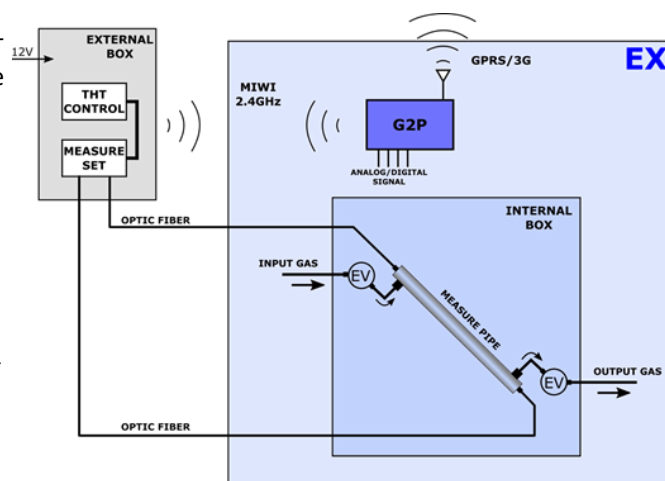 EXTERNAL
BOX
12V
THT
CONTROL
MEASURE
SET
EX
GPRS/3G
MIWI
2.4GHz
G2P
ANALOG/DIGITAL
SIGNAL
INTERNAL
BOX
OPTIC FIBER
INPUT GAS
EV
MEASURE PIPE
EV
OUTPUT GAS
OPTIC FIBER